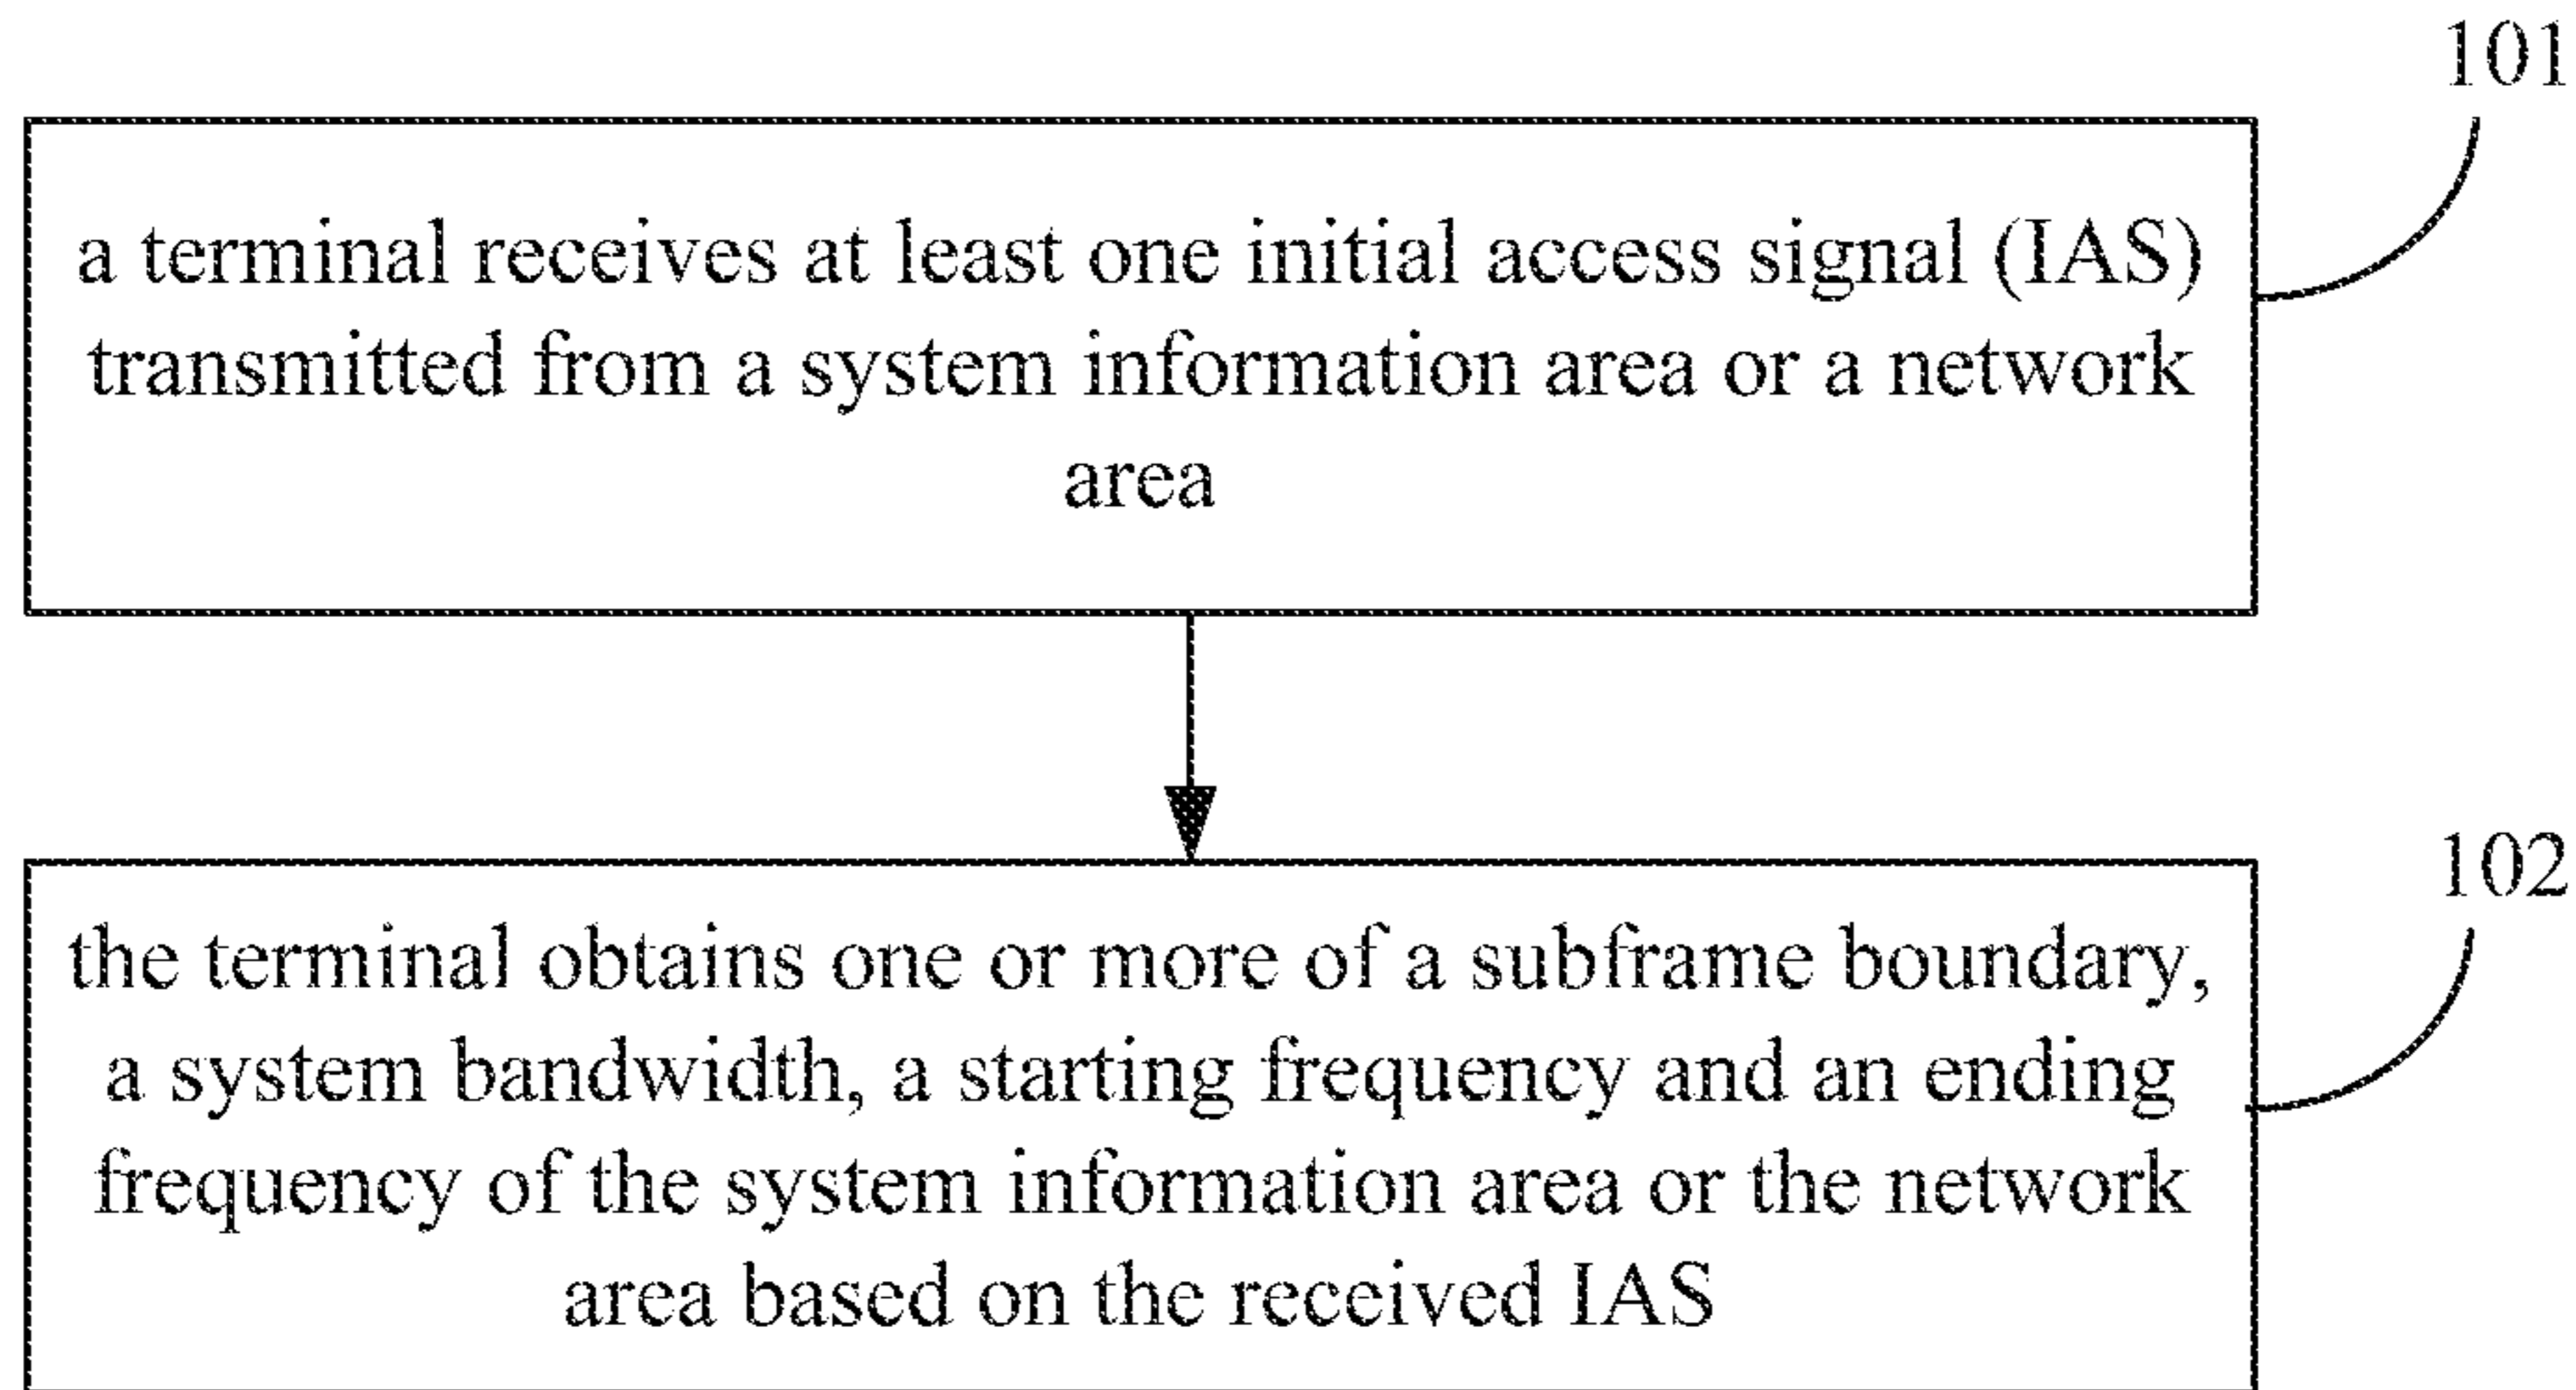 101
a terminal receives at least one initial access signal (IAS)
transmitted from a system information area or a network
area
102
the terminal obtains one or more of a subframe boundary,
a system bandwidth, a starting frequency and an ending
frequency of the system information area or the network
area based on the received IAS